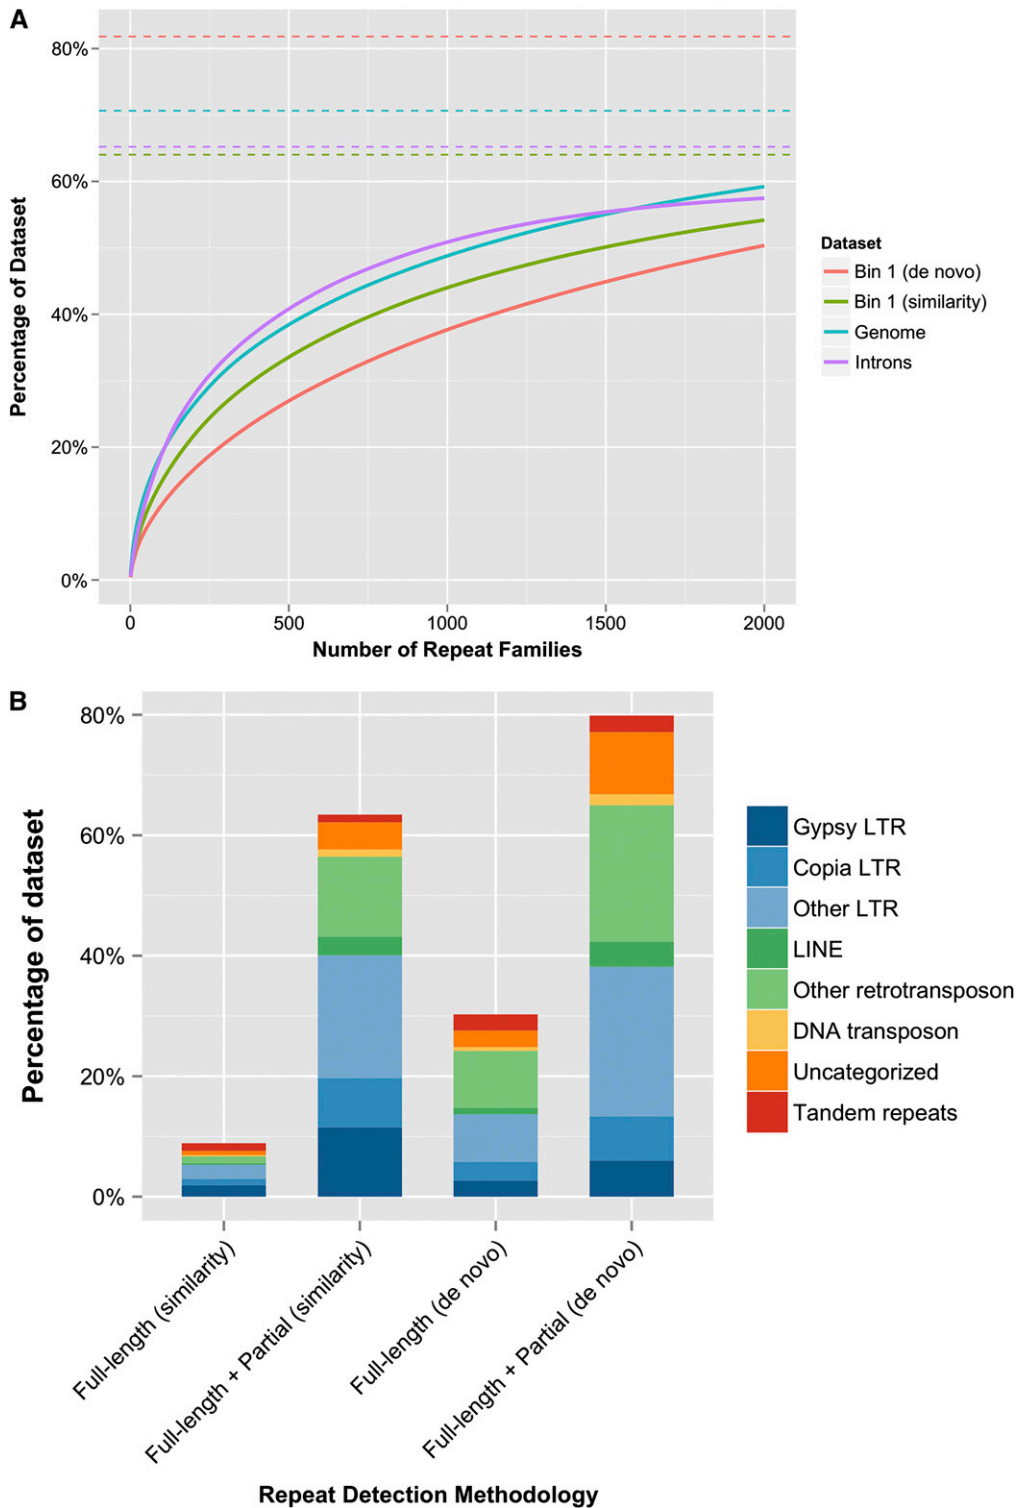 A
80%
60%
40%
20%
0%
Percentage of Dataset
0 500 1000 1500 2000
Number of Repeat Families
Dataset
Bin 1 (de novo)
Bin 1 (similarity)
Genome
Introns
B
80%
60%
40%
20%
0%
Percentage of dataset
Gypsy LTR
Copia LTR
Other LTR
LINE
Other retrotransposon
DNA transposon
Uncategorized
Tandem repeats
Full-length (similarity)
Full-length + Partial (similarity)
Full-length (de novo)
Full-length + Partial (de novo)
Repeat Detection Methodology